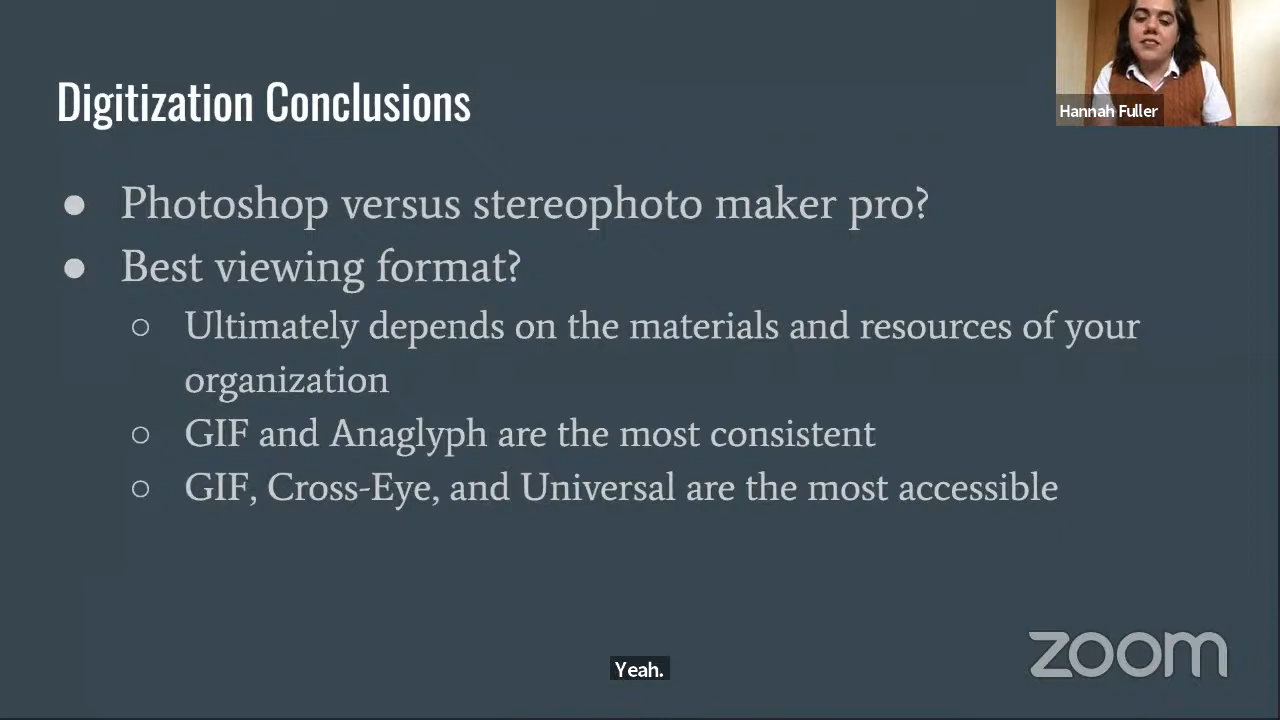 Digitization Conclusions
Hannah Fuller
● Photoshop versus stereophoto maker pro?
● Best viewing format?
○ Ultimately depends on the materials and resources of your
organization
○ GIF and Anaglyph are the most consistent
○ GIF, Cross-Eye, and Universal are the most accessible
zoom
Yeah.